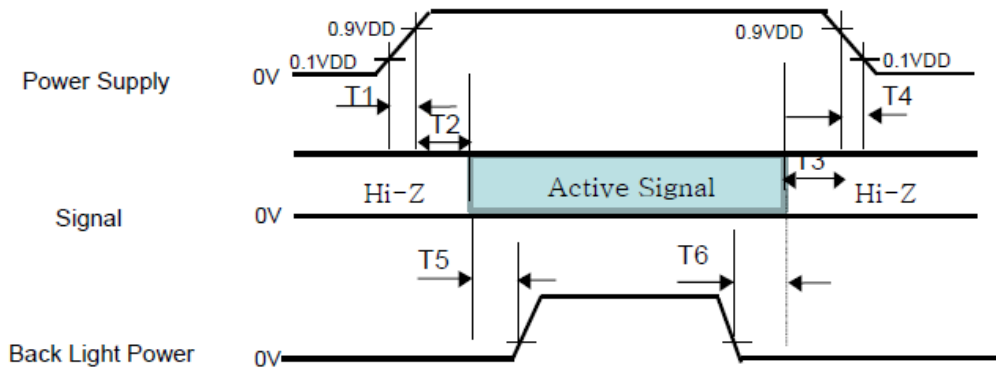 0.9VDD 0.9VDD
0.1VDD 0.1VDD
Power Supply 0V
T1 T4
T2
T3
Hi-Z Active Signal Hi-Z
Signal 0V
T5 T6
Back Light Power 0V